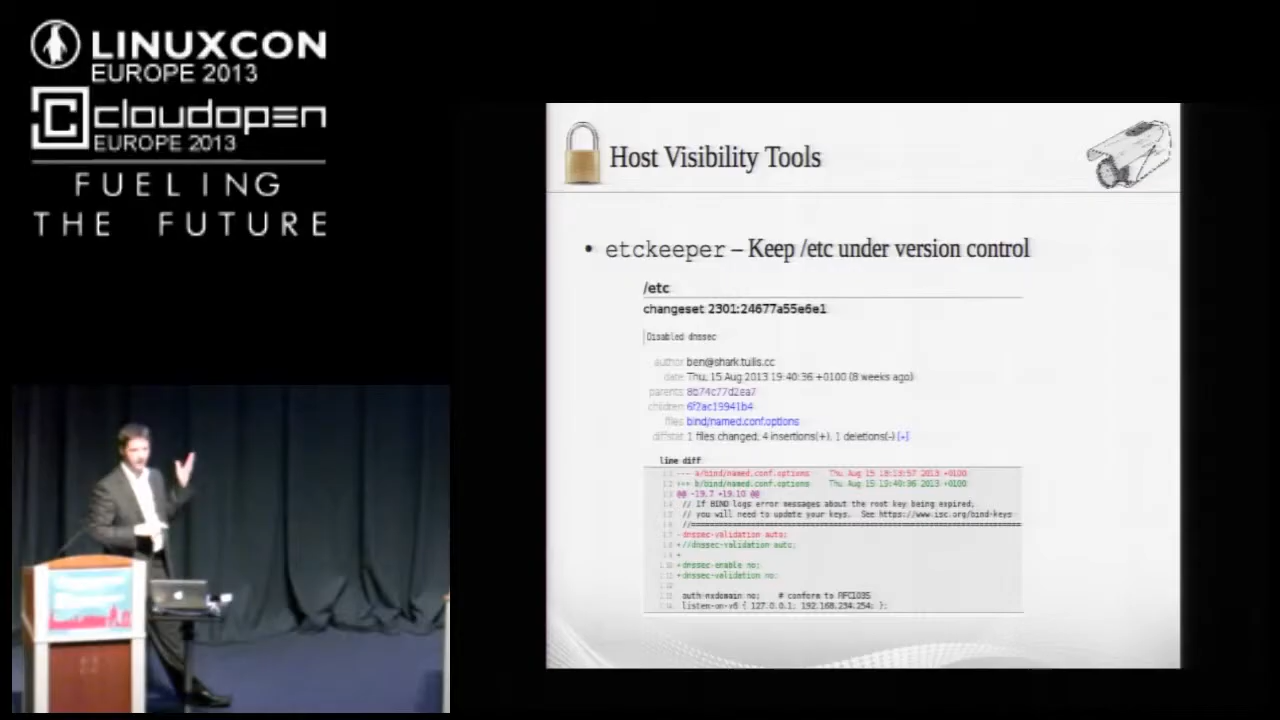 LINUXCON
EUROPE 2013
cloudopen
EUROPE 2013
FUELING
THE FUTURE
Host Visibility Tools
• etckeeper – Keep /etc under version control
/etc
changeset 2301:24677a55e6e1
Disabled dnssec
author ben@shark.tullis.cc
date Thu, 15 Aug 2013 19:40:36 +0100 (8 weeks ago)
parents 8b74c77d2ea7
children 6f2ac19941b4
files bind/named.conf.options
diffstat 1 files changed, 4 insertions(+), 1 deletions(-) [+]
line diff
--- a/bind/named.conf.options Thu Aug 15 2013 +0100
+++ b/bind/named.conf.options Thu Aug 15 19:40:36 2013 +0100
@@ -19,7 +19,10 @@
// If BIND logs error messages about the root key being expired,
// you will need to update your keys. See https://www.isc.org/bind-keys
-dnssec-validation auto;
+//dnssec-validation auto;
+
+dnssec-enable no;
+dnssec-validation no;
auth-nxdomain no; # conform to RFC1035
listen-on-v6 { 127.0.0.1; 192.168.234.254; };